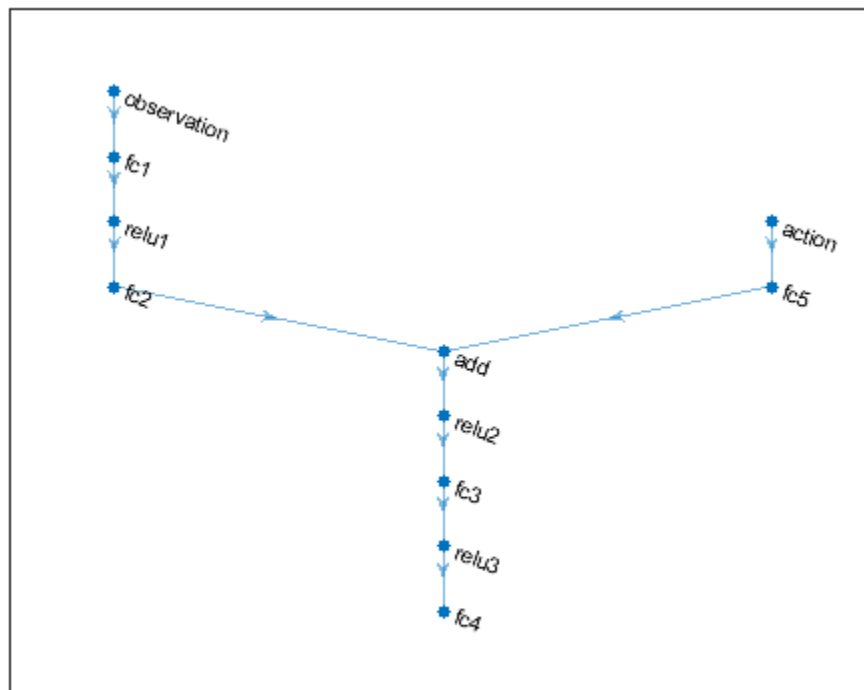 observation
fc1
relu1
fc2
action
fc5
add
relu2
fc3
relu3
fc4